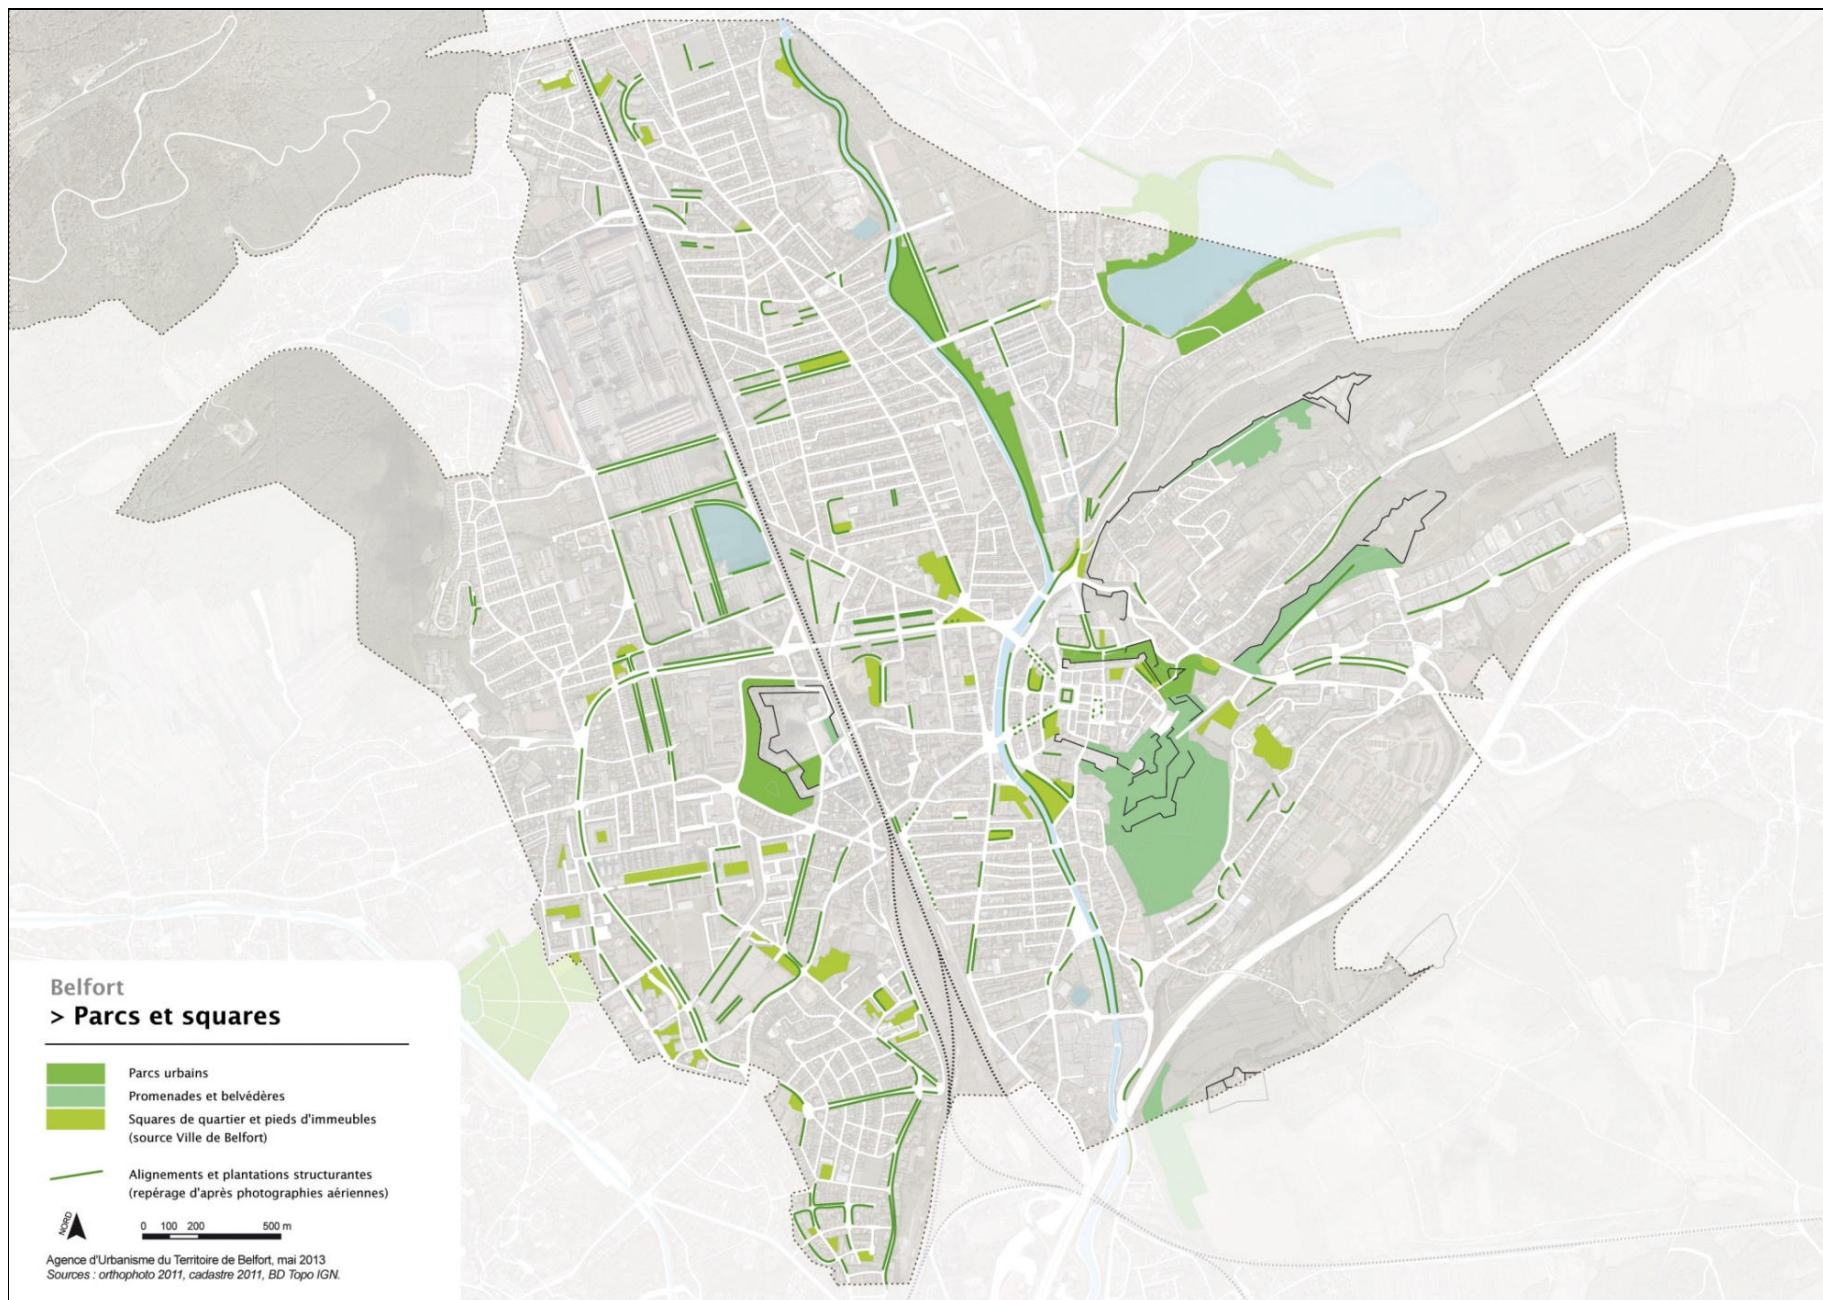 Belfort
> Parcs et squares
Parcs urbains
Promenades et belvédères
Squares de quartier et pieds d'immeubles
(source Ville de Belfort)
Alignements et plantations structurantes
(repérage d'après photographies aériennes)
NORD
0 100 200 500 m
Agence d'Urbanisme du Territoire de Belfort, mai 2013
Sources : orthophoto 2011, cadastre 2011, BD Topo IGN.